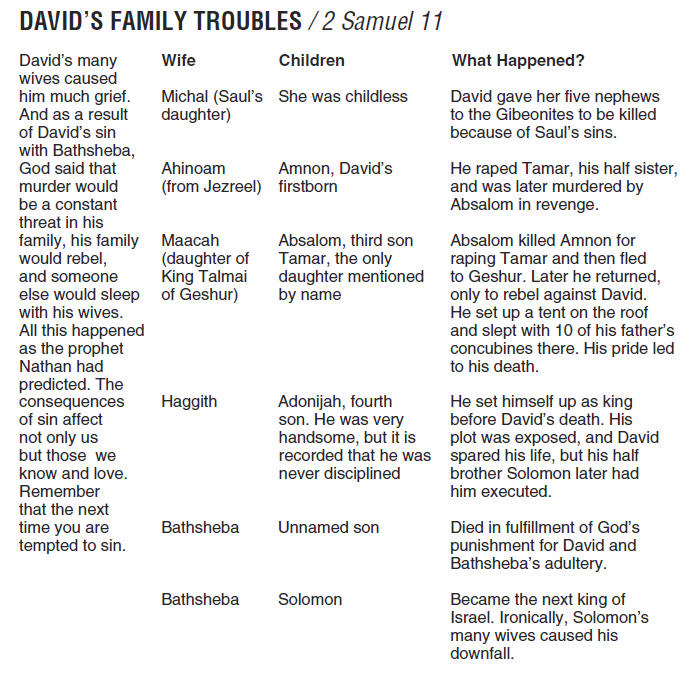 DAVID'S FAMILY TROUBLES / 2 Samuel 11
David's many
wives caused
him much grief.
And as a result
of David's sin
with Bathsheba,
God said that
murder would
be a constant
threat in his
family, his family
would rebel,
and someone
else would sleep
with his wives.
All this happened
as the prophet
Nathan had
predicted. The
consequences
of sin affect
not only us
but those we
know and love.
Remember
that the next
time you are
tempted to sin.
Wife
Children
What Happened?
Michal (Saul's
daughter)
She was childless
David gave her five nephews
to the Gibeonites to be killed
because of Saul's sins.
Ahinoam
(from Jezreel)
Amnon, David's
firstborn
He raped Tamar, his half sister,
and was later murdered by
Absalom in revenge.
Maacah
(daughter of
King Talmai
of Geshur)
Absalom, third son
Tamar, the only
daughter mentioned
by name
Absalom killed Amnon for
raping Tamar and then fled
to Geshur. Later he returned,
only to rebel against David.
He set up a tent on the roof
and slept with 10 of his father's
concubines there. His pride led
to his death.
Haggith
Adonijah, fourth
son. He was very
handsome, but it is
recorded that he was
never disciplined
He set himself up as king
before David's death. His
plot was exposed, and David
spared his life, but his half
brother Solomon later had
him executed.
Bathsheba
Unnamed son
Died in fulfillment of God's
punishment for David and
Bathsheba's adultery.
Bathsheba
Solomon
Became the next king of
Israel. Ironically, Solomon's
many wives caused his
downfall.